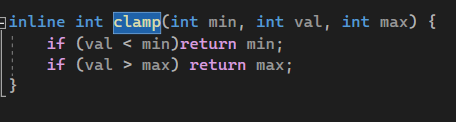 inline int clamp(int min, int val, int max) {
    if (val < min)return min;
    if (val > max) return max;
}